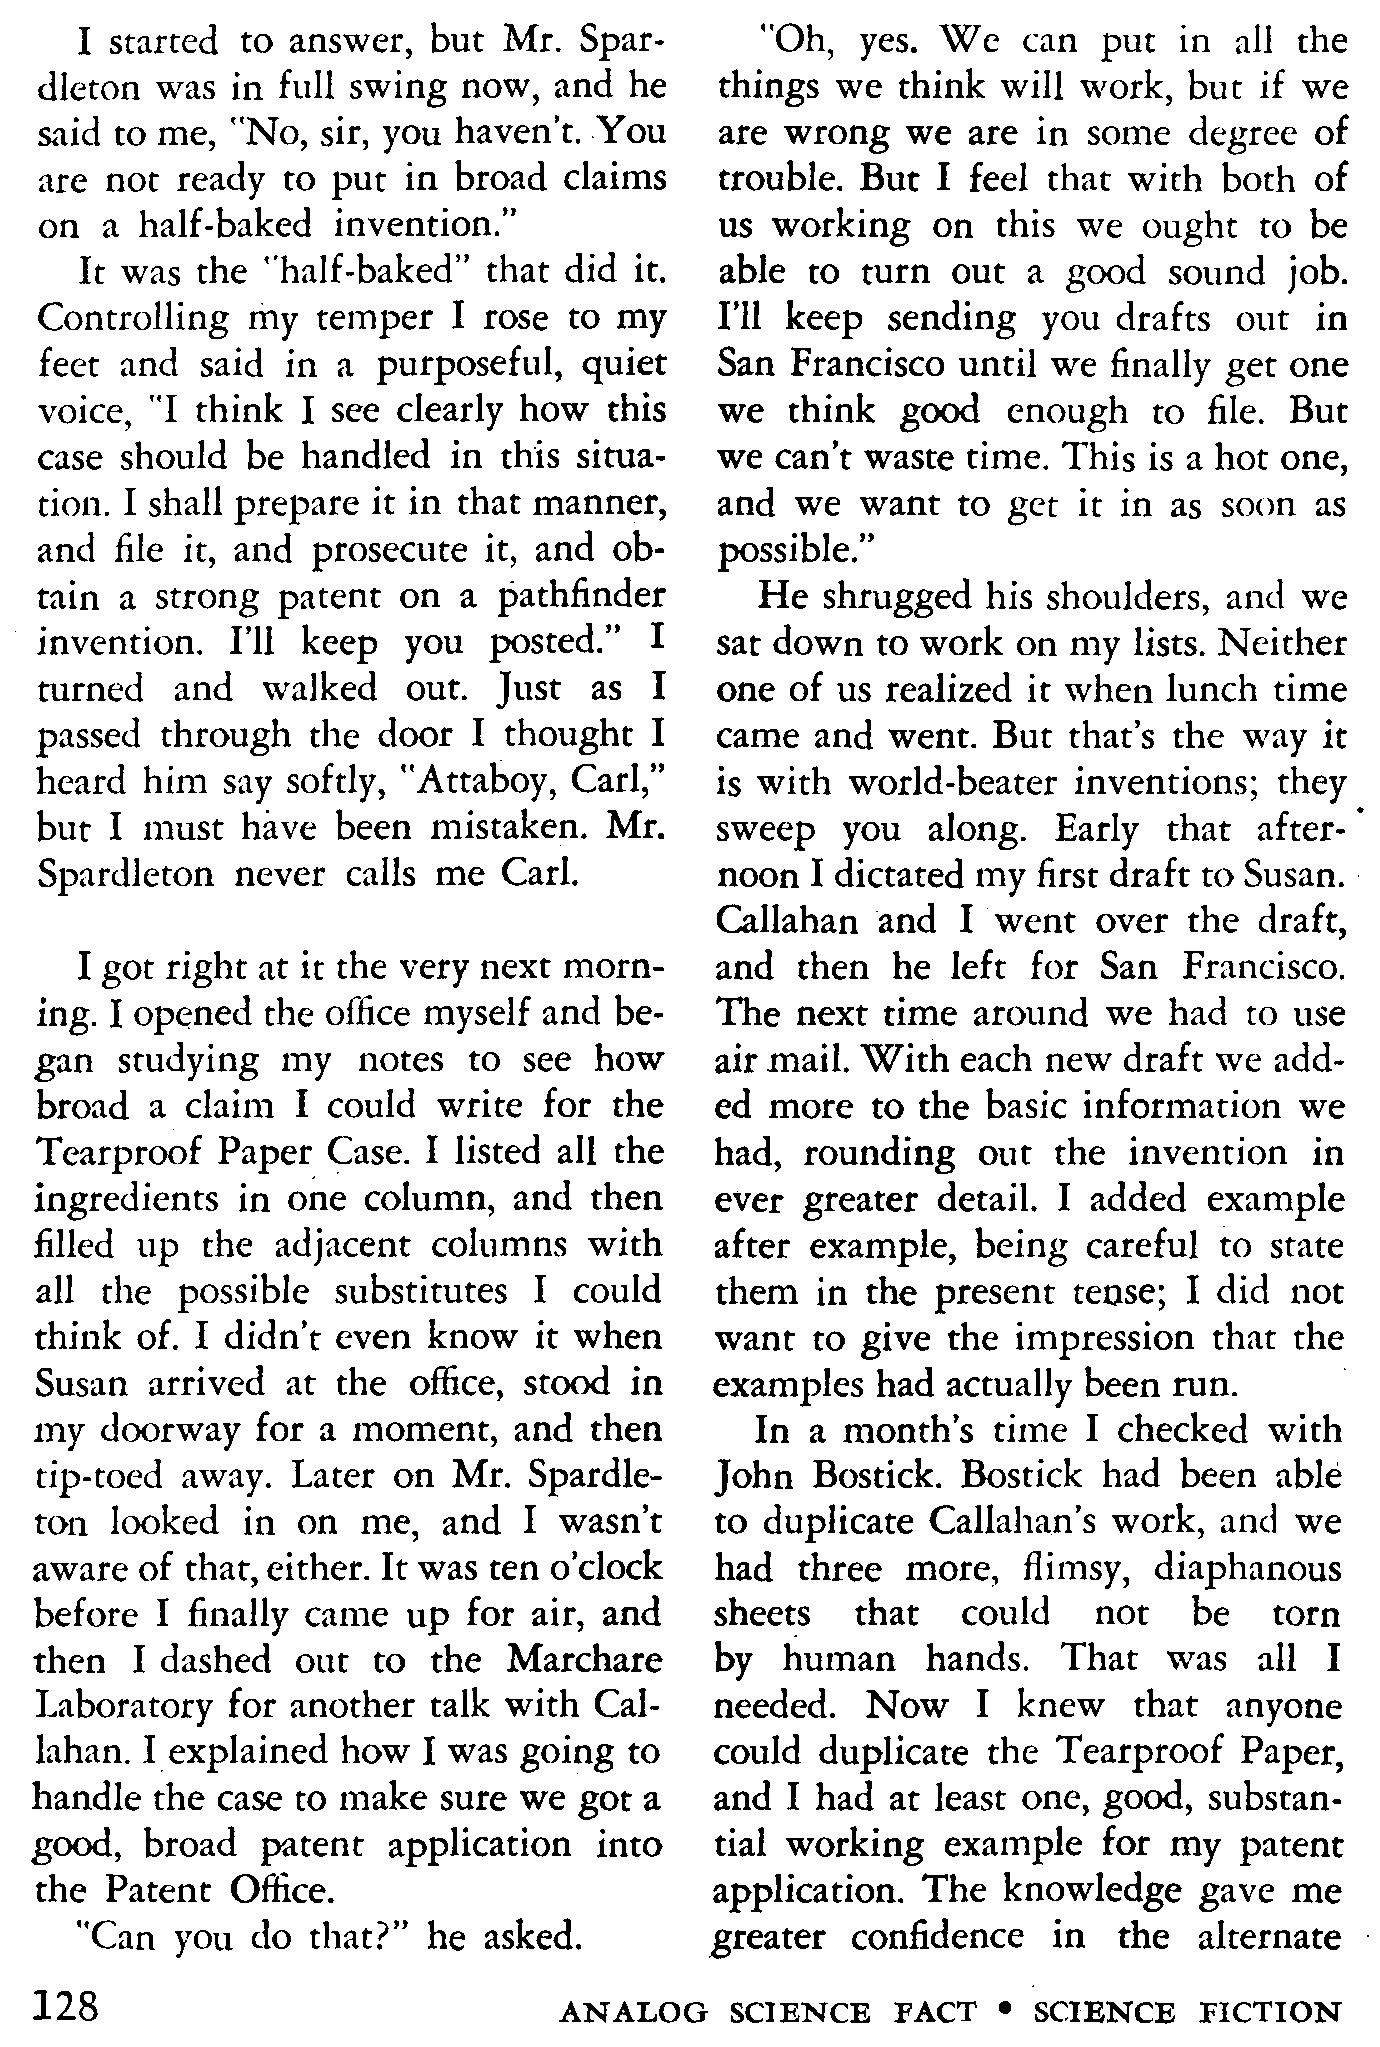 I started to answer, but Mr. Spar-
dleton was in full swing now, and he
said to me, "No, sir, you haven't. You
are not ready to put in broad claims
on a half-baked invention."
It was the "half-baked" that did it.
Controlling my temper I rose to my
feet and said in a purposeful, quiet
voice, "I think I see clearly how this
case should be handled in this situa-
tion. I shall prepare it in that manner,
and file it, and prosecute it, and ob-
tain a strong patent on a pathfinder
invention. I'll keep you posted." I
turned and walked out. Just as I
passed through the door I thought I
heard him say softly, "Attaboy, Carl,"
but I must have been mistaken. Mr.
Spardleton never calls me Carl.
I got right at it the very next morn-
ing. I opened the office myself and be-
gan studying my notes to see how
broad a claim I could write for the
Tearproof Paper Case. I listed all the
ingredients in one column, and then
filled up the adjacent columns with
all the possible substitutes I could
think of. I didn't even know it when
Susan arrived at the office, stood in
my doorway for a moment, and then
tip-toed away. Later on Mr. Spardle-
ton looked in on me, and I wasn't
aware of that, either. It was ten o'clock
before I finally came up for air, and
then I dashed out to the Marchare
Laboratory for another talk with Cal-
lahan. I explained how I was going to
handle the case to make sure we got a
good, broad patent application into
the Patent Office.
"Can you do that?" he asked.
"Oh, yes. We can put in all the
things we think will work, but if we
are wrong we are in some degree of
trouble. But I feel that with both of
us working on this we ought to be
able to turn out a good sound job.
I'll keep sending you drafts out in
San Francisco until we finally get one
we think good enough to file. But
we can't waste time. This is a hot one,
and we want to get it in as soon as
possible."
He shrugged his shoulders, and we
sat down to work on my lists. Neither
one of us realized it when lunch time
came and went. But that's the way it
is with world-beater inventions; they
sweep you along. Early that after-
noon I dictated my first draft to Susan.
Callahan and I went over the draft,
and then he left for San Francisco.
The next time around we had to use
air mail. With each new draft we add-
ed more to the basic information we
had, rounding out the invention in
ever greater detail. I added example
after example, being careful to state
them in the present tense; I did not
want to give the impression that the
examples had actually been run.
In a month's time I checked with
John Bostick. Bostick had been able
to duplicate Callahan's work, and we
had three more, flimsy, diaphanous
sheets that could not be torn
by human hands. That was all I
needed. Now I knew that anyone
could duplicate the Tearproof Paper,
and I had at least one, good, substan-
tial working example for my patent
application. The knowledge gave me
greater confidence in the alternate
128
ANALOG SCIENCE FACT • SCIENCE FICTION